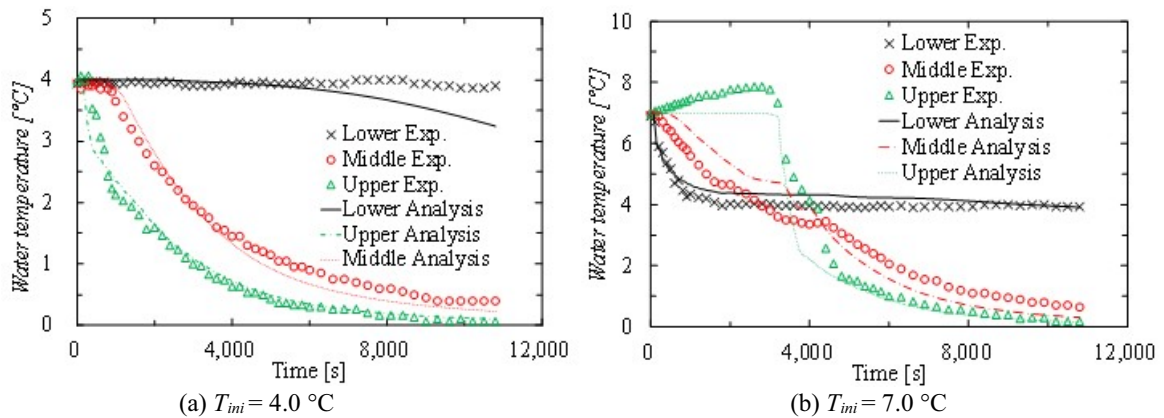 5
4
3
2
1
0
Water temperature [°C]
0
4,000
8,000
12,000
Time [s]
Lower Exp.
Middle Exp.
Upper Exp.
Lower Analysis
Upper Analysis
Middle Analysis
(a) T_ini = 4.0 °C
10
8
6
4
2
0
Water temperature [°C]
0
4,000
8,000
12,000
Time [s]
Lower Exp.
Middle Exp.
Upper Exp.
Lower Analysis
Middle Analysis
Upper Analysis
(b) T_ini = 7.0 °C